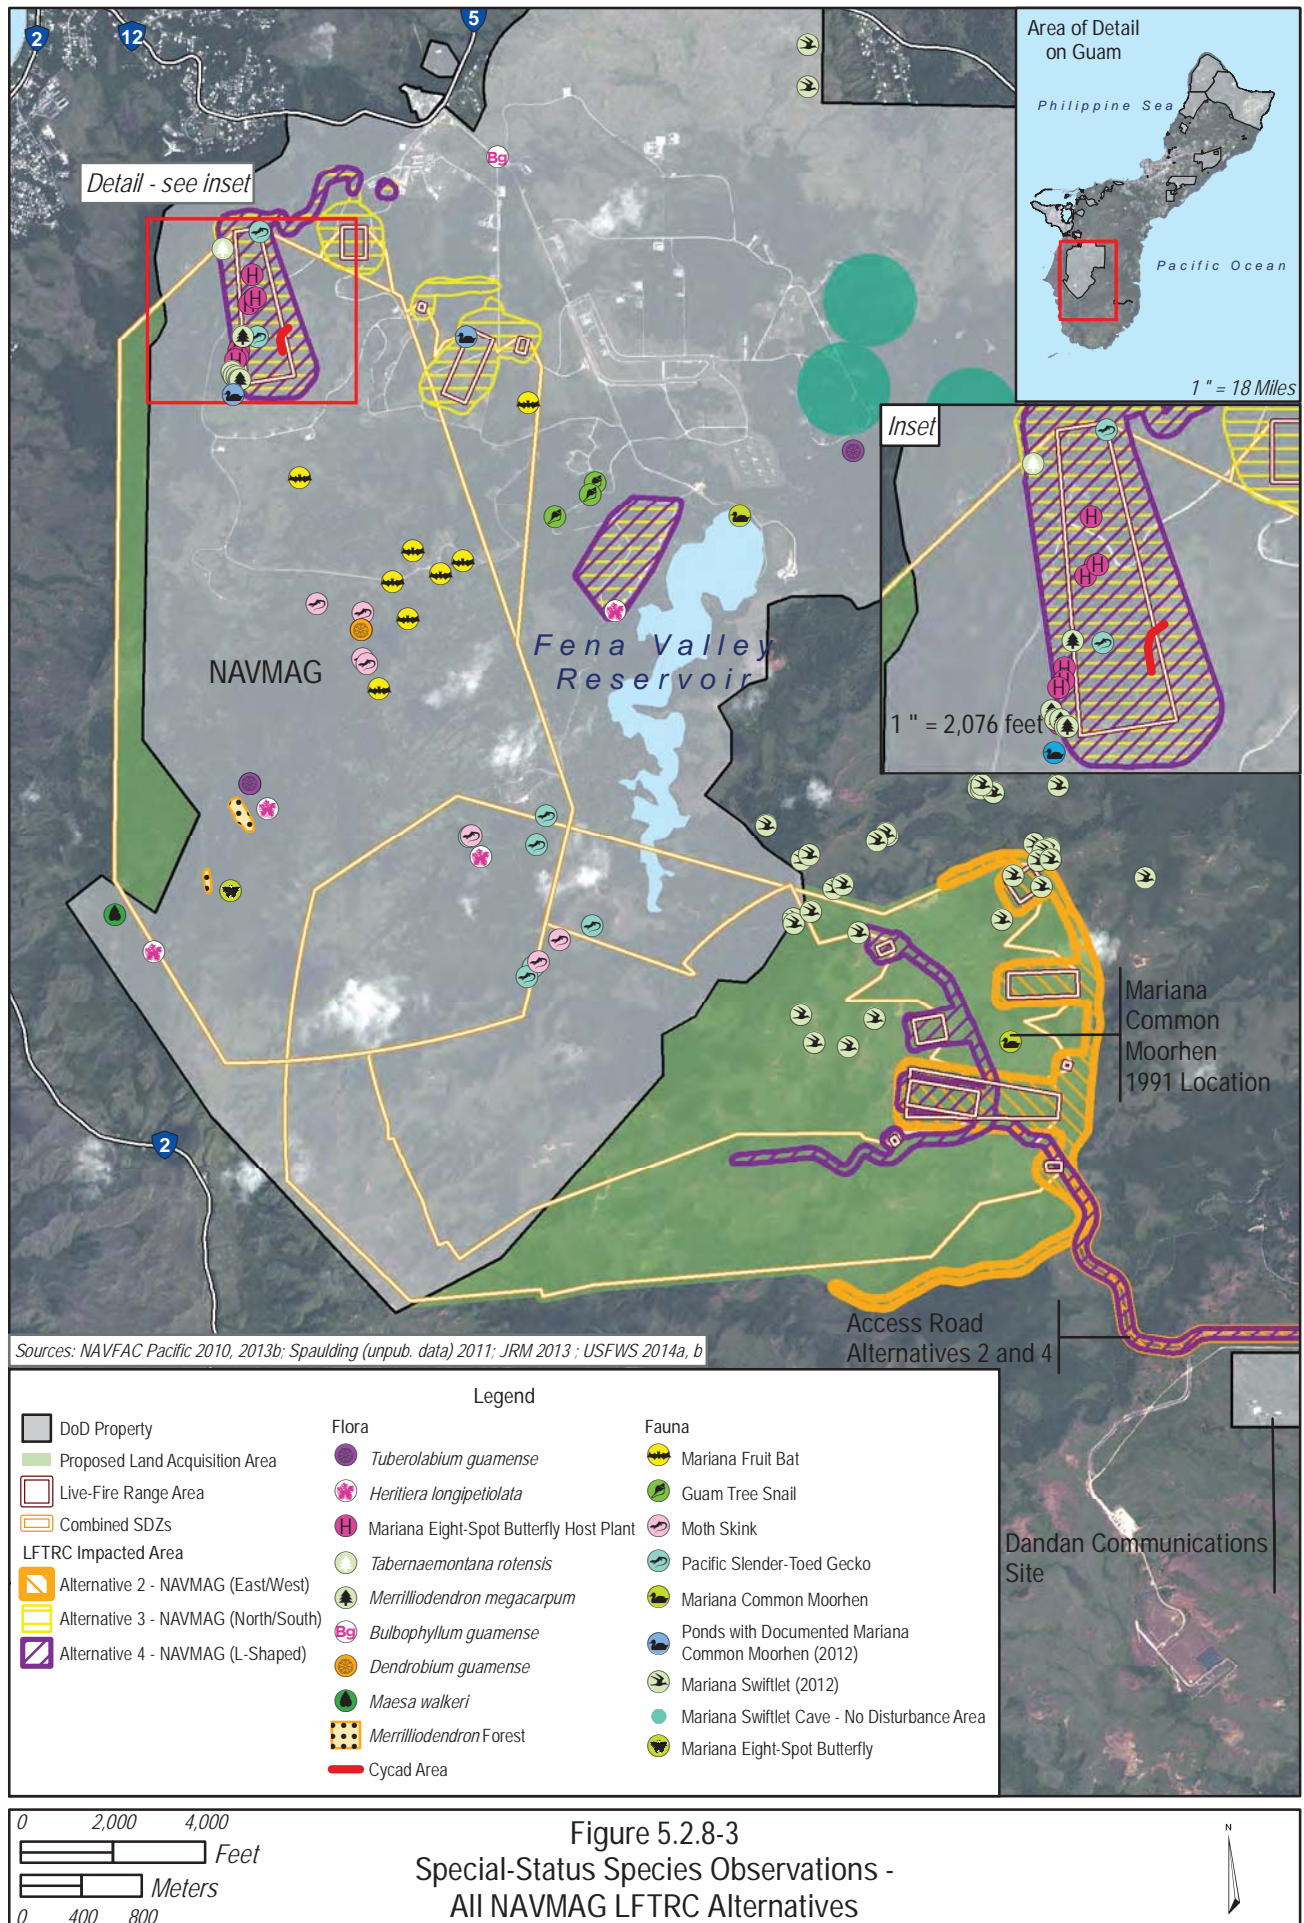 2
12
5
Area of Detail
on Guam
Philippine Sea
Pacific Ocean
1 " = 18 Miles
Detail - see inset
Bg
H
H
H
H
Inset
H
H
H
H
H
1 " = 2,076 feet
NAVMAG
Fena Valley
Reservoir
Mariana
Common
Moorhen
1991 Location
2
Access Road
Alternatives 2 and 4
Sources: NAVFAC Pacific 2010, 2013b; Spaulding (unpub. data) 2011; JRM 2013 ; USFWS 2014a, b
Dandan Communications
Site
Legend
DoD Property
Proposed Land Acquisition Area
Live-Fire Range Area
Combined SDZs
LFTRC Impacted Area
Alternative 2 - NAVMAG (East/West)
Alternative 3 - NAVMAG (North/South)
Alternative 4 - NAVMAG (L-Shaped)
Flora
Tuberolabium guamense
Heritiera longipetiolata
H Mariana Eight-Spot Butterfly Host Plant
Tabernaemontana rotensis
Merrilliodendron megacarpum
Bg Bulbophyllum guamense
Dendrobium guamense
Maesa walkeri
Merrilliodendron Forest
Cycad Area
Fauna
Mariana Fruit Bat
Guam Tree Snail
Moth Skink
Pacific Slender-Toed Gecko
Mariana Common Moorhen
Ponds with Documented Mariana
Common Moorhen (2012)
Mariana Swiftlet (2012)
Mariana Swiftlet Cave - No Disturbance Area
Mariana Eight-Spot Butterfly
0 2,000 4,000
Feet
Meters
0 400 800
Figure 5.2.8-3
Special-Status Species Observations -
All NAVMAG LFTRC Alternatives
N